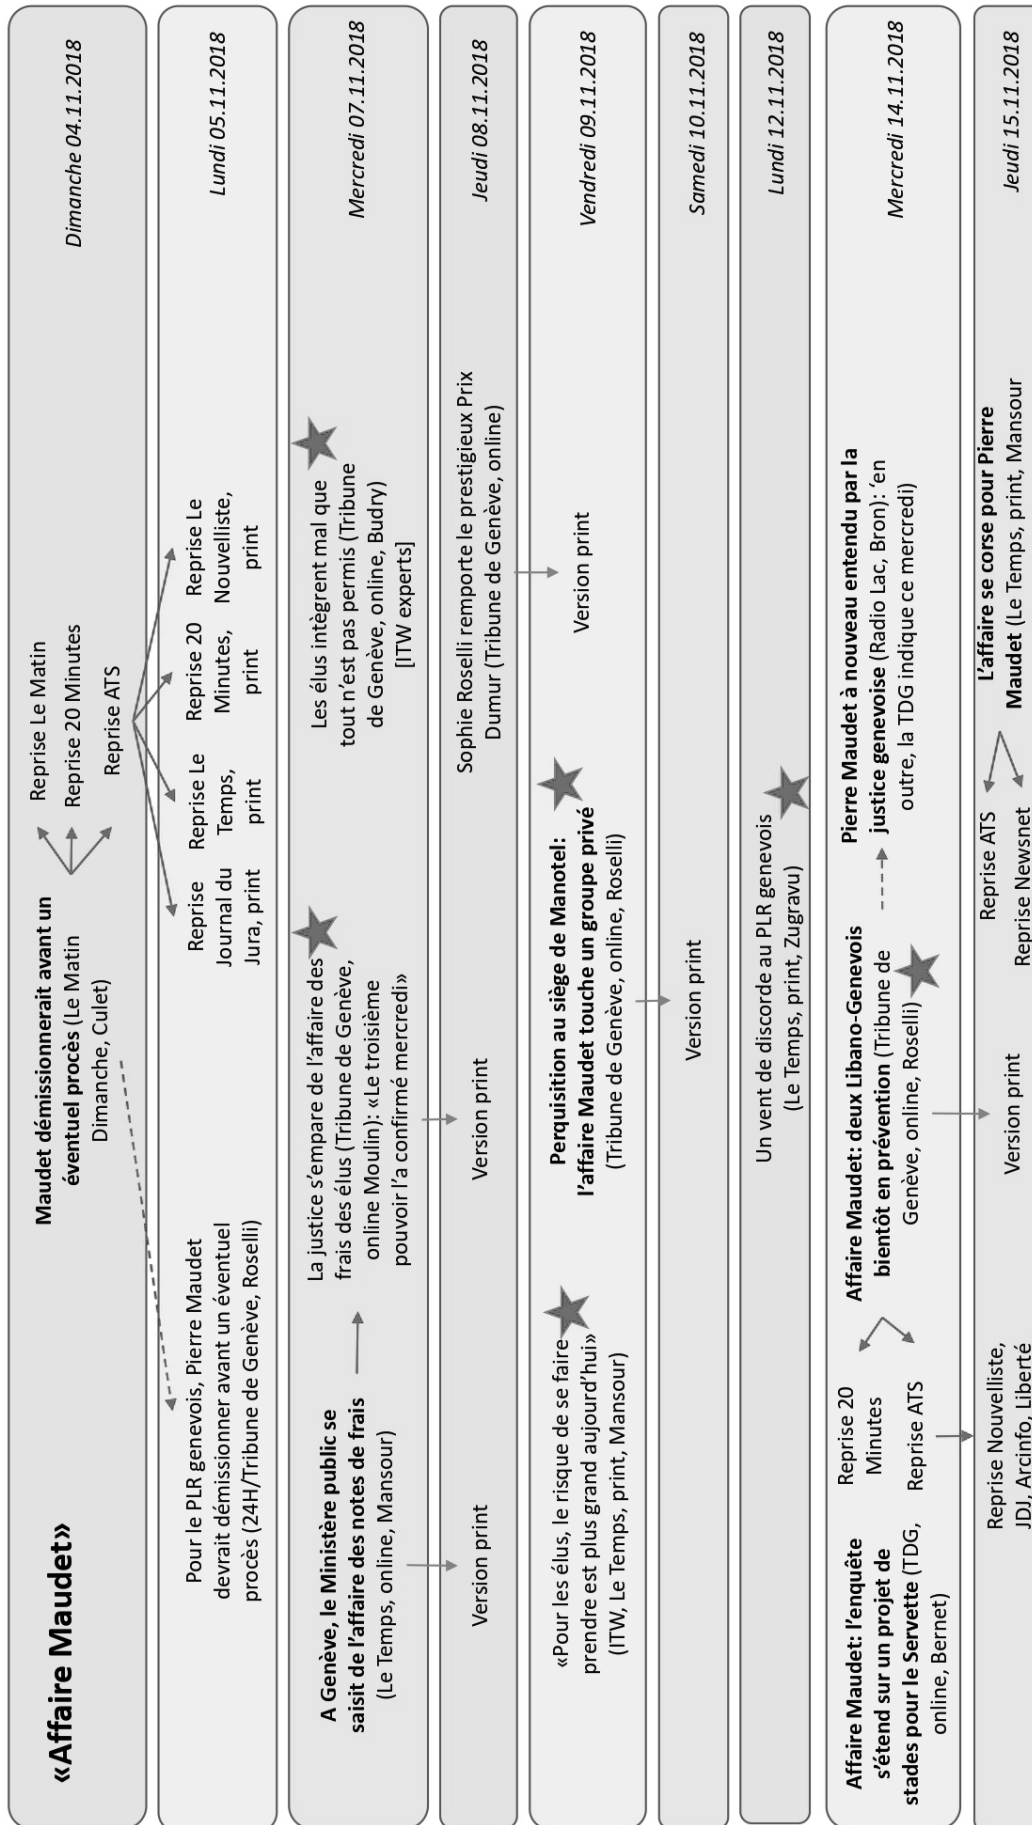 «Affaire Maudet»
Maudet démissionnerait avant un
éventuel procès (Le Matin
Dimanche, Culet)
Reprise Le Matin
Reprise 20 Minutes
Reprise ATS
Dimanche 04.11.2018
Pour le PLR genevois, Pierre Maudet
devrait démissionner avant un éventuel
procès (24H/Tribune de Genève, Roselli)
Reprise
Journal du
Jura, print
Reprise Le
Temps,
print
Reprise 20
Minutes,
print
Reprise Le
Nouvelliste,
print
Lundi 05.11.2018
A Genève, le Ministère public se
saisit de l'affaire des notes de frais
(Le Temps, online, Mansour)
La justice s'empare de l'affaire des
frais des élus (Tribune de Genève,
online Moulin): «Le troisième
pouvoir l'a confirmé mercredi»
Les élus intègrent mal que
tout n'est pas permis (Tribune
de Genève, online, Budry)
[ITW experts]
Mercredi 07.11.2018
Version print
Version print
Sophie Roselli remporte le prestigieux Prix
Dumur (Tribune de Genève, online)
Jeudi 08.11.2018
«Pour les élus, le risque de se faire
prendre est plus grand aujourd'hui»
(ITW, Le Temps, print, Mansour)
Perquisition au siège de Manotel:
l'affaire Maudet touche un groupe privé
(Tribune de Genève, online, Roselli)
Version print
Vendredi 09.11.2018
Version print
Samedi 10.11.2018
Un vent de discorde au PLR genevois
(Le Temps, print, Zugravu)
Lundi 12.11.2018
Affaire Maudet: l'enquête
s'étend sur un projet de
stades pour le Servette (TDG,
online, Bernet)
Reprise 20
Minutes
Reprise ATS
Affaire Maudet: deux Libano-Genevois
bientôt en prévention (Tribune de
Genève, online, Roselli)
Pierre Maudet à nouveau entendu par la
justice genevoise (Radio Lac, Bron): 'en
outre, la TDG indique ce mercredi)
Mercredi 14.11.2018
Reprise Nouvelliste,
JDJ, Arcinfo, Liberté
Version print
Reprise ATS
Reprise Newsnet
L'affaire se corse pour Pierre
Maudet (Le Temps, print, Mansour
Jeudi 15.11.2018